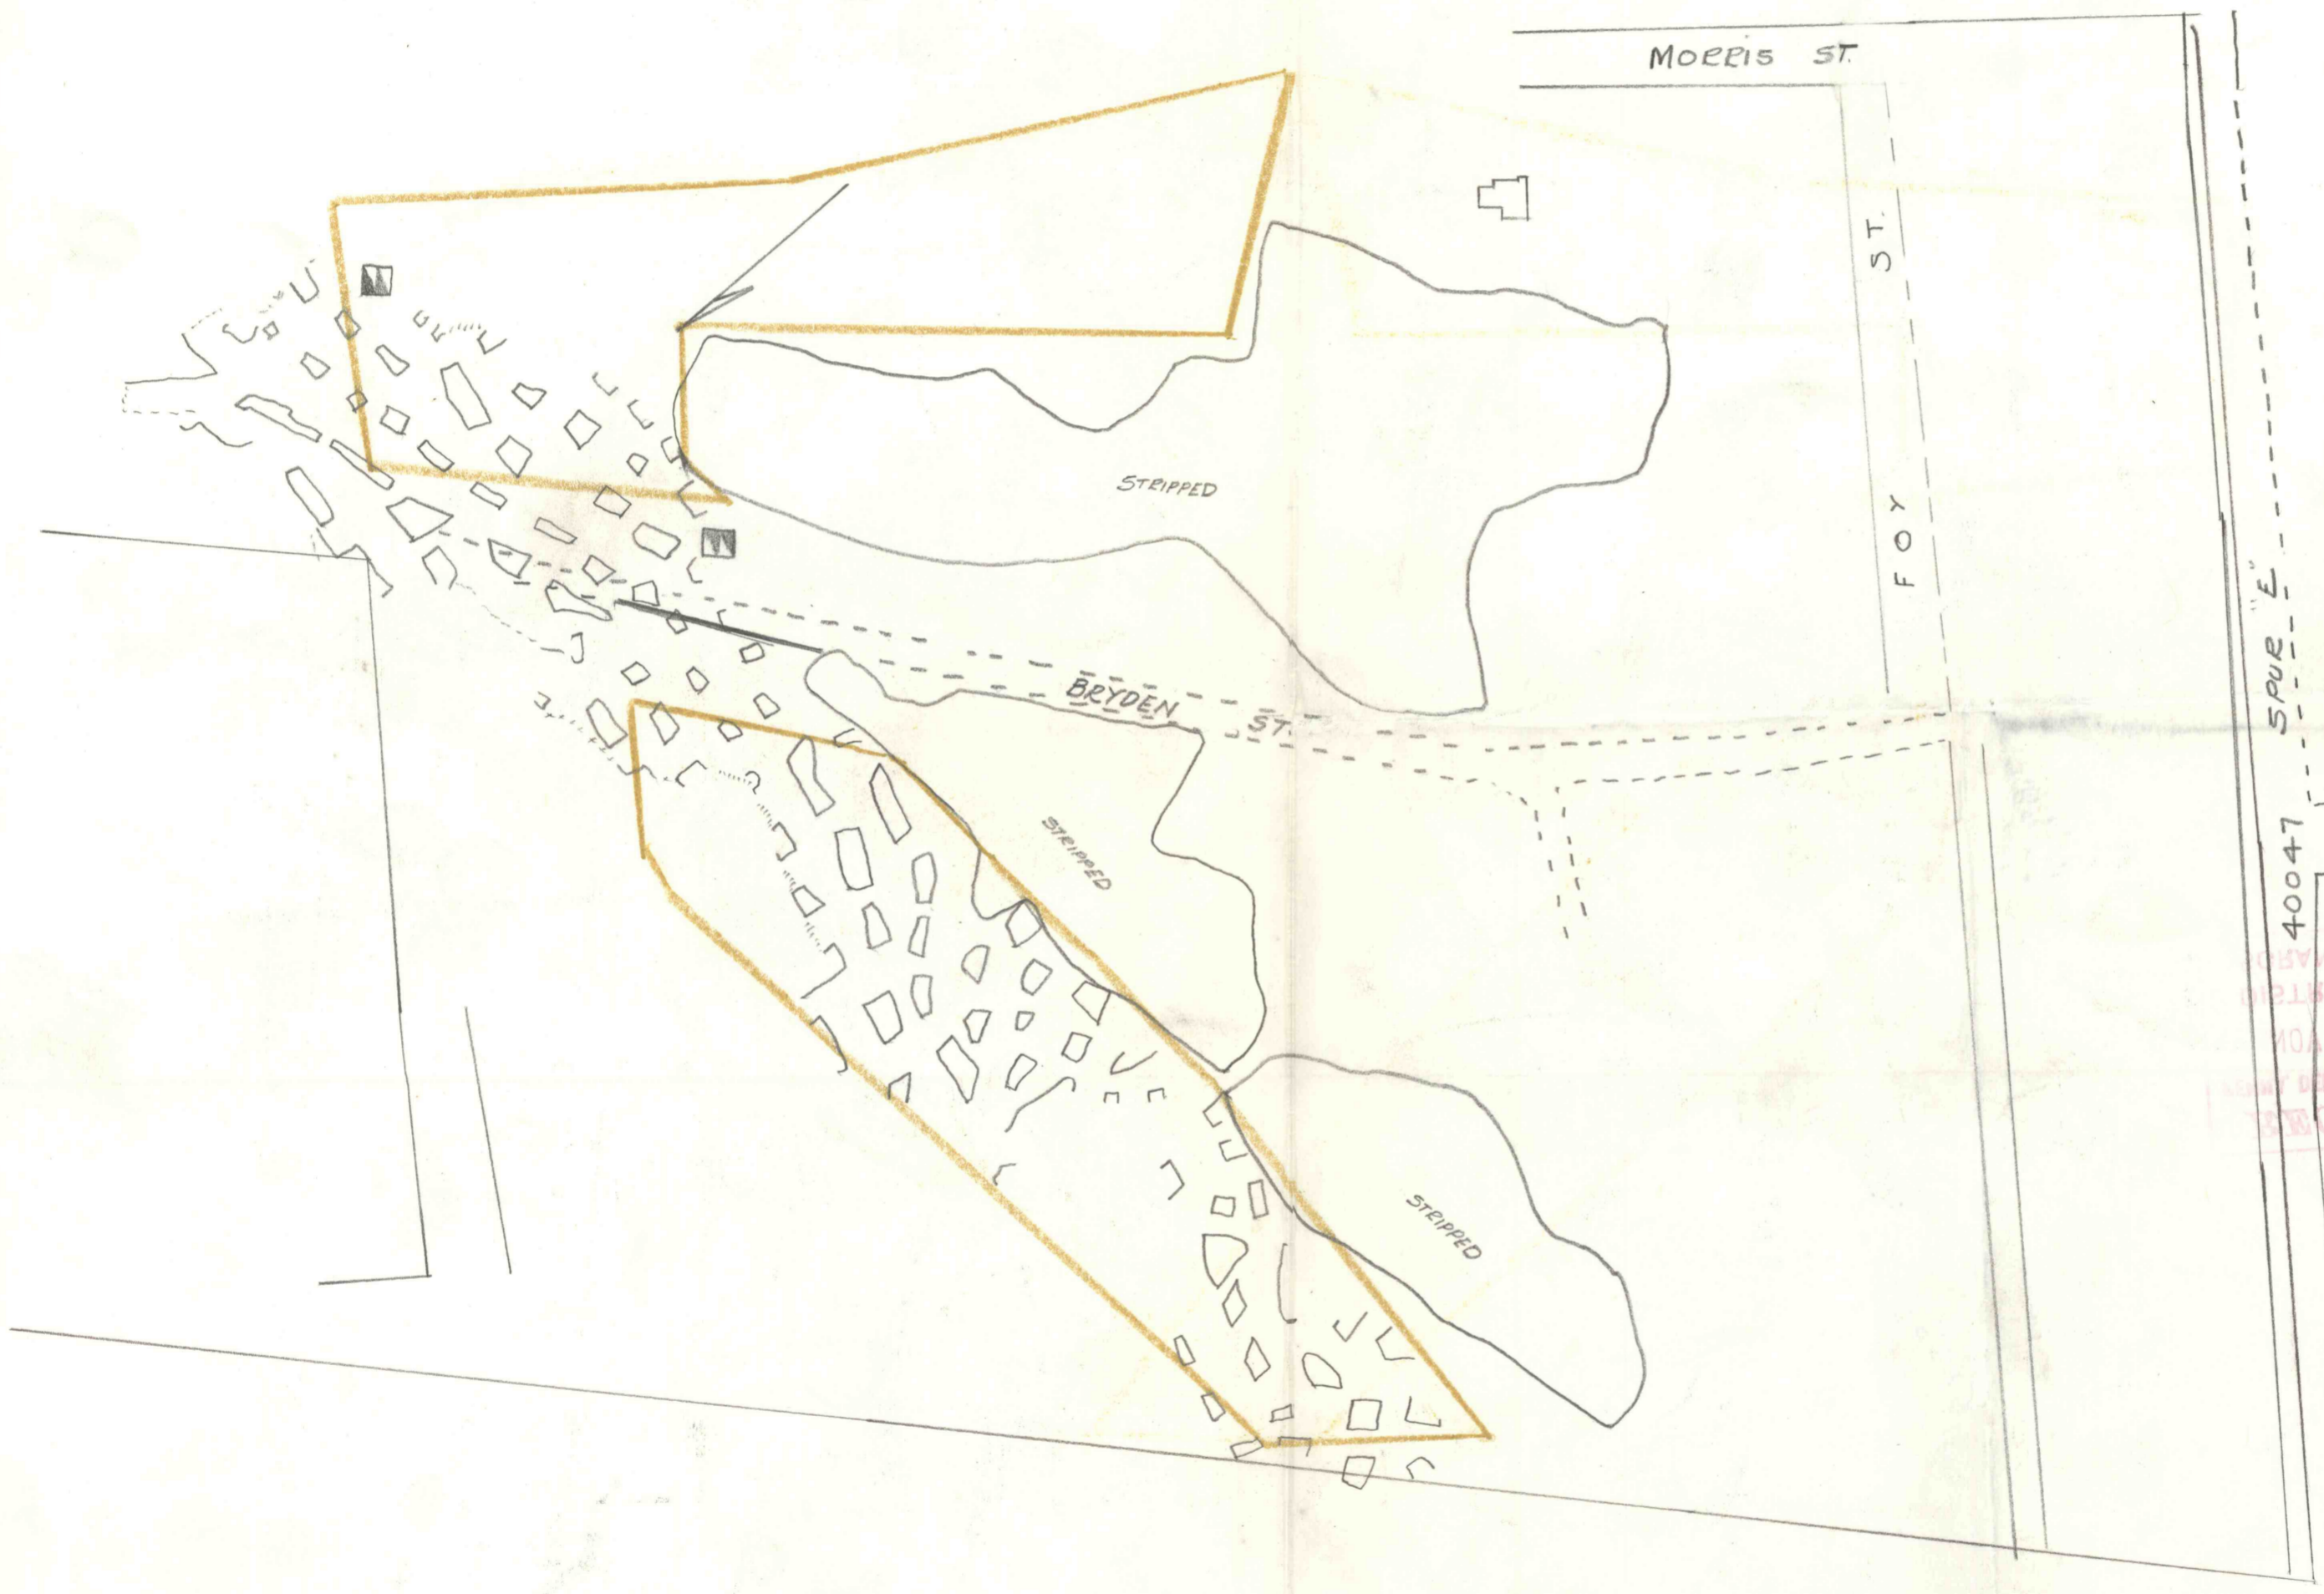 MORRIS ST.
FOY ST.
STRIPPED
BRYDEN ST.
STRIPPED
STRIPPED
40047 SPUR "E"